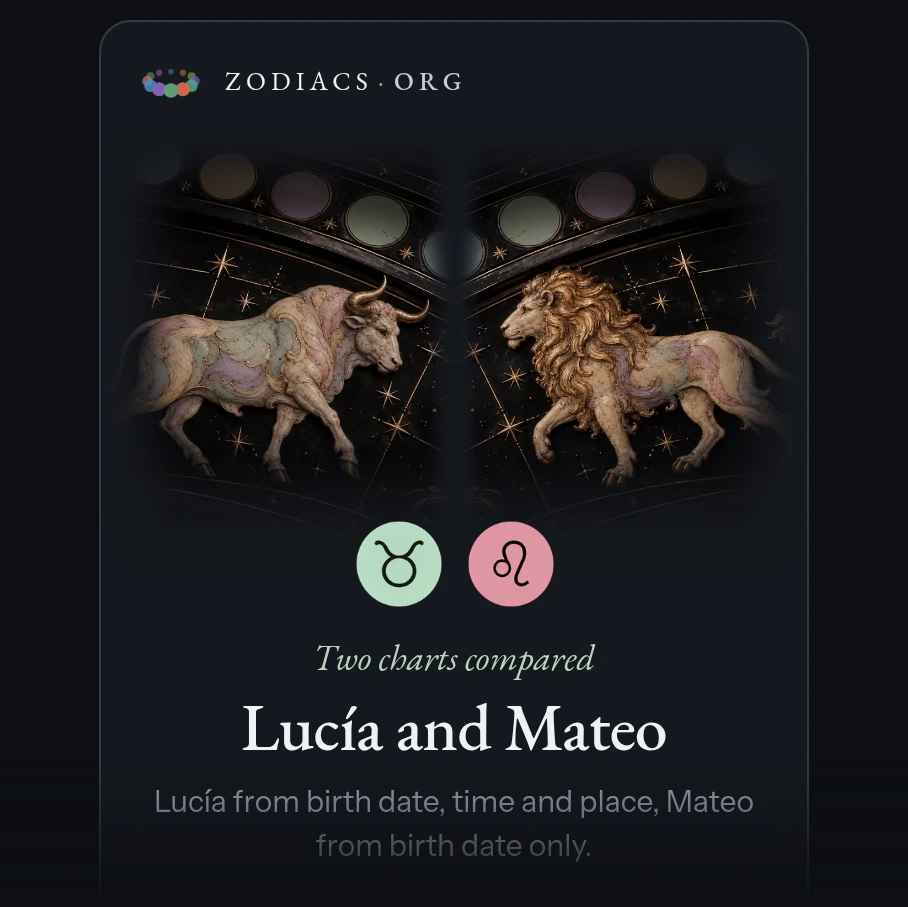 ZODIACS·ORG
Two charts compared
Lucía and Mateo
Lucía from birth date, time and place, Mateo
from birth date only.